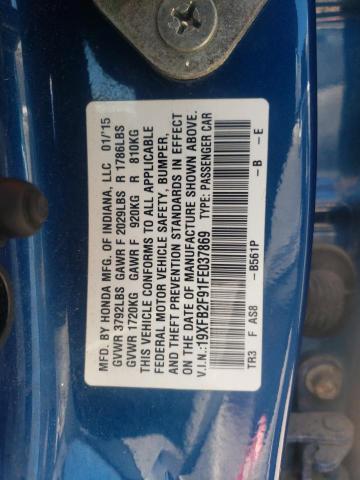 MFD. BY HONDA MFG. OF INDIANA, LLC 01/'15
GVWR 3792LBS GAWR F 2029LBS R 1786LBS
GVWR 1720KG GAWR F 920KG R 810KG
THIS VEHICLE CONFORMS TO ALL APPLICABLE
FEDERAL MOTOR VEHICLE SAFETY, BUMPER,
AND THEFT PREVENTION STANDARDS IN EFFECT
ON THE DATE OF MANUFACTURE SHOWN ABOVE.
V.I.N.:19XFB2F91FE037869 TYPE: PASSENGER CAR
-B561P -B -E
TR3 F AS8